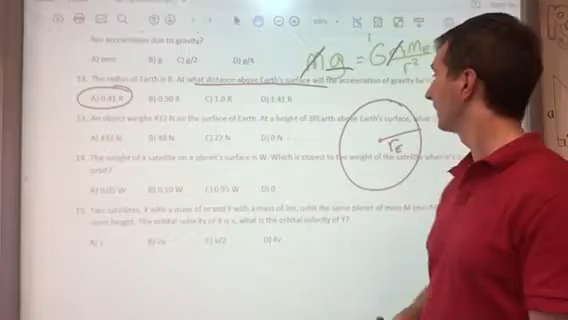 free acceleration due to gravity?
A) zero B) g C) g/2 D) g/4
mg = G m mE / r²
12. The radius of Earth is R. At what distance above Earth's surface will the acceleration of gravity be
A) 0.41 R B) 0.50 R C) 1.0 R D) 1.41 R
13. An object weighs 432 N on the surface of Earth. At a height of 3R Earth above Earth's surface, what
A) 432 N B) 48 N C) 27 N D) 0 N
rE
14. The weight of a satellite on a planet's surface is W. Which is closest to the weight of the satellite when
orbit?
A) 0.05 W B) 0.10 W C) 0.95 W D) 0
15. Two satellites, X with a mass of m and Y with a mass of 2m, orbit the same planet of mass M
same height. The orbital velocity of X is v, what is the orbital velocity of Y?
A) v B) 2v C) v/2 D) 4v